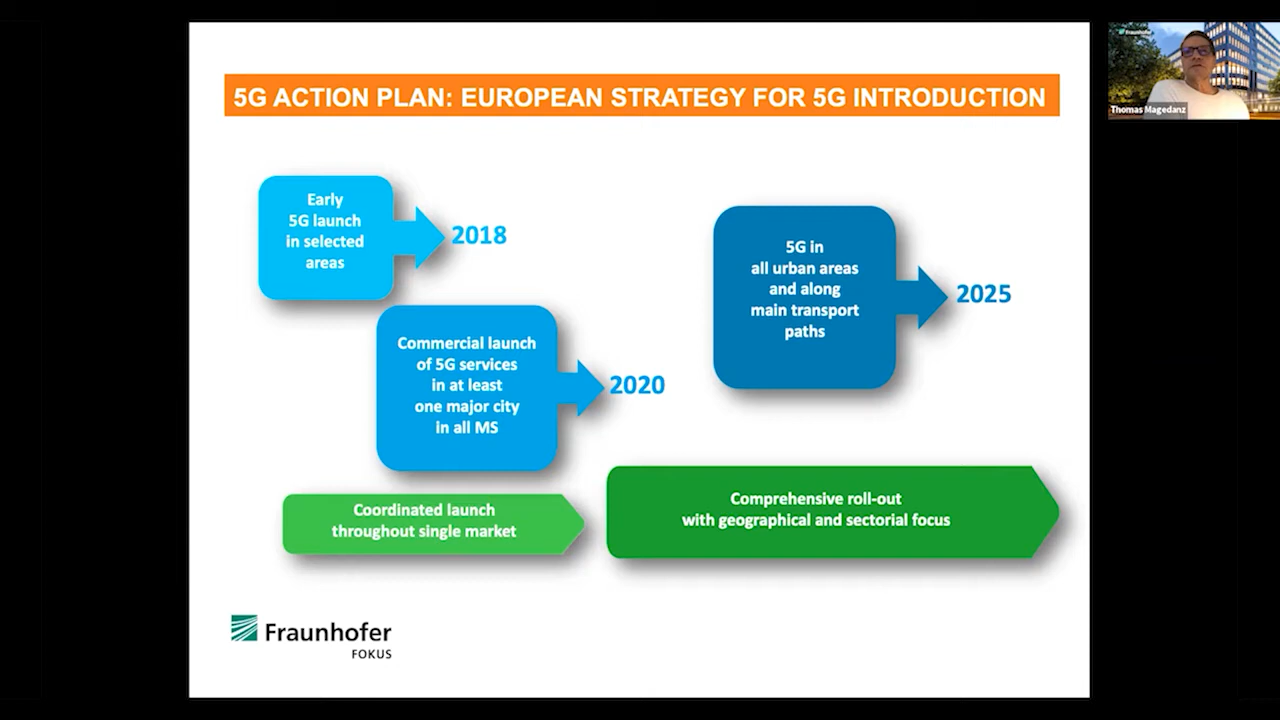 5G ACTION PLAN: EUROPEAN STRATEGY FOR 5G INTRODUCTION
Early
5G launch
in selected
areas
2018
Commercial launch
of 5G services
in at least
one major city
in all MS
2020
5G in
all urban areas
and along
main transport
paths
2025
Coordinated launch
throughout single market
Comprehensive roll-out
with geographical and sectorial focus
Fraunhofer
FOKUS
Fraunhofer
Thomas Magedanz